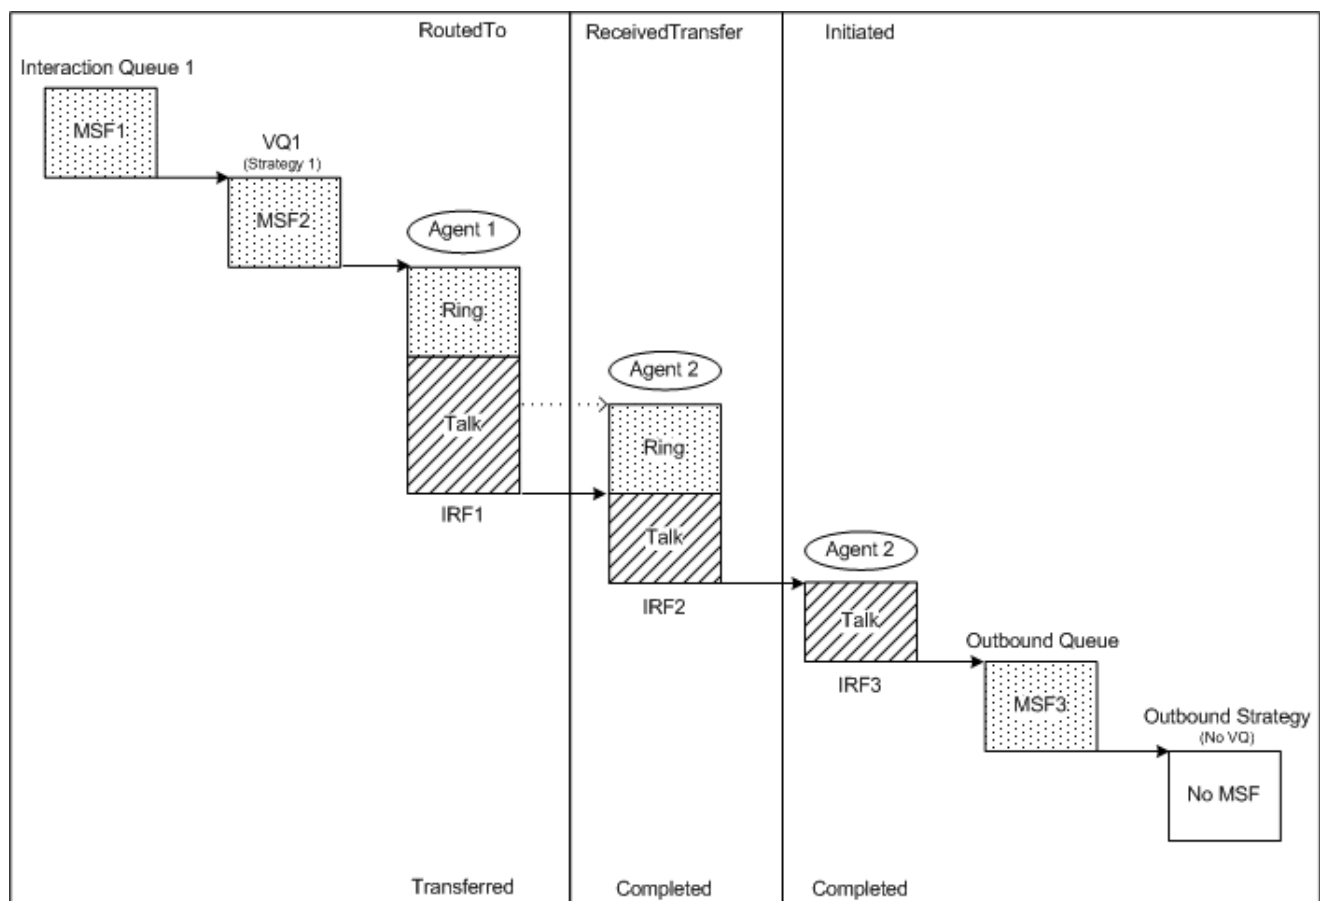 RoutedTo
ReceivedTransfer
Initiated
Interaction Queue 1
MSF1
VQ1
(Strategy 1)
MSF2
Agent 1
Ring
Talk
IRF1
Agent 2
Ring
Talk
IRF2
Agent 2
Talk
IRF3
Outbound Queue
MSF3
Outbound Strategy
(No VQ)
No MSF
Transferred
Completed
Completed